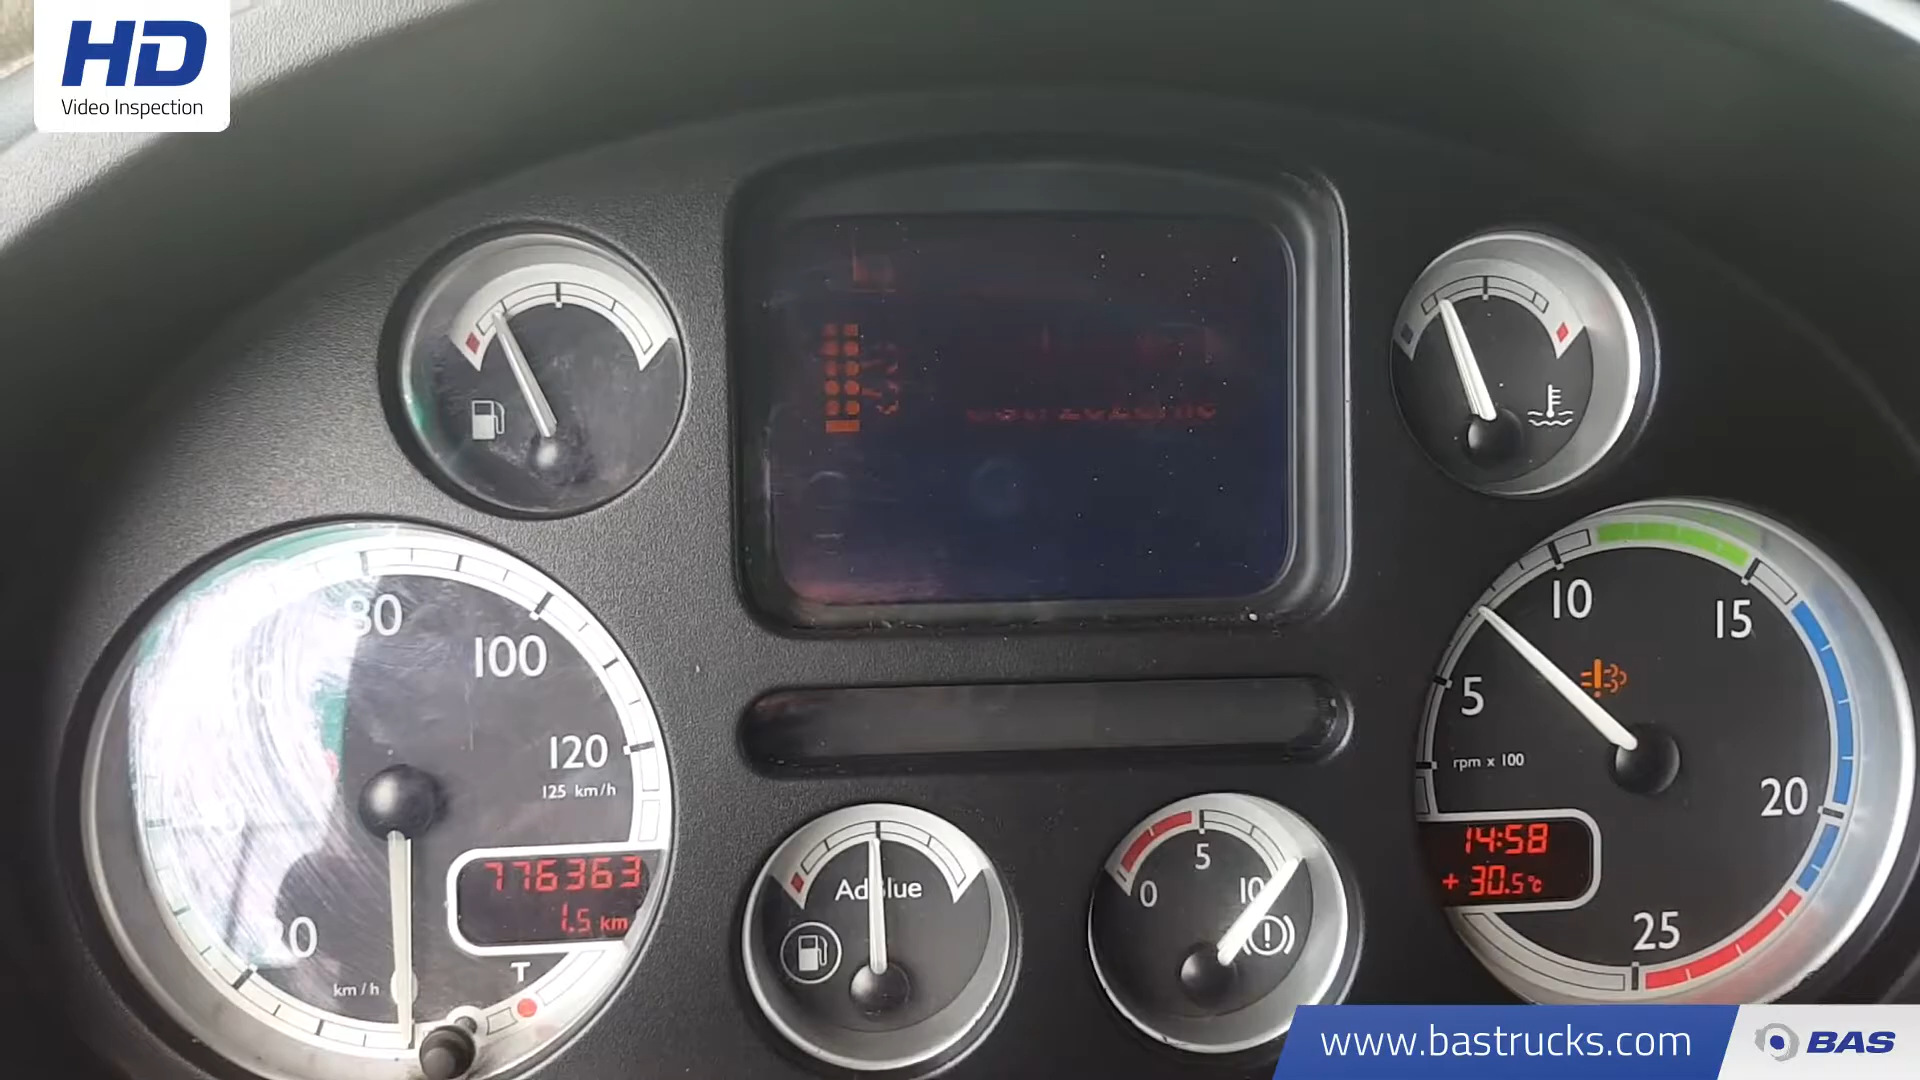 HD
Video Inspection
80
100
120
125 km/h
776363
1.5 km
T
km/h
AdBlue
0
5
10
10
15
5
rpm x 100
20
14:58
+30.5°C
25
www.bastrucks.com
BAS